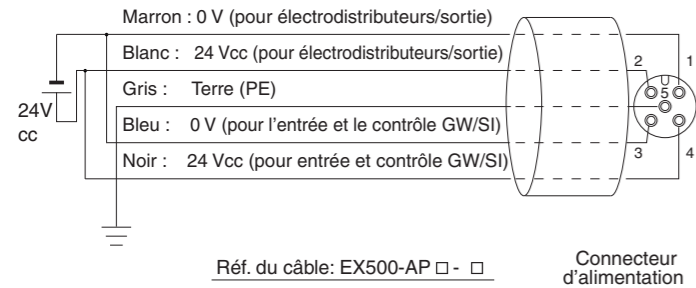 Marron : 0 V (pour électrodistributeurs/sortie)
Blanc : 24 Vcc (pour électrodistributeurs/sortie)
Gris : Terre (PE)
24V
cc
Bleu : 0 V (pour l'entrée et le contrôle GW/SI)
Noir : 24 Vcc (pour entrée et contrôle GW/SI)
2
1
5
3
4
Réf. du câble: EX500-AP □ - □
Connecteur
d'alimentation